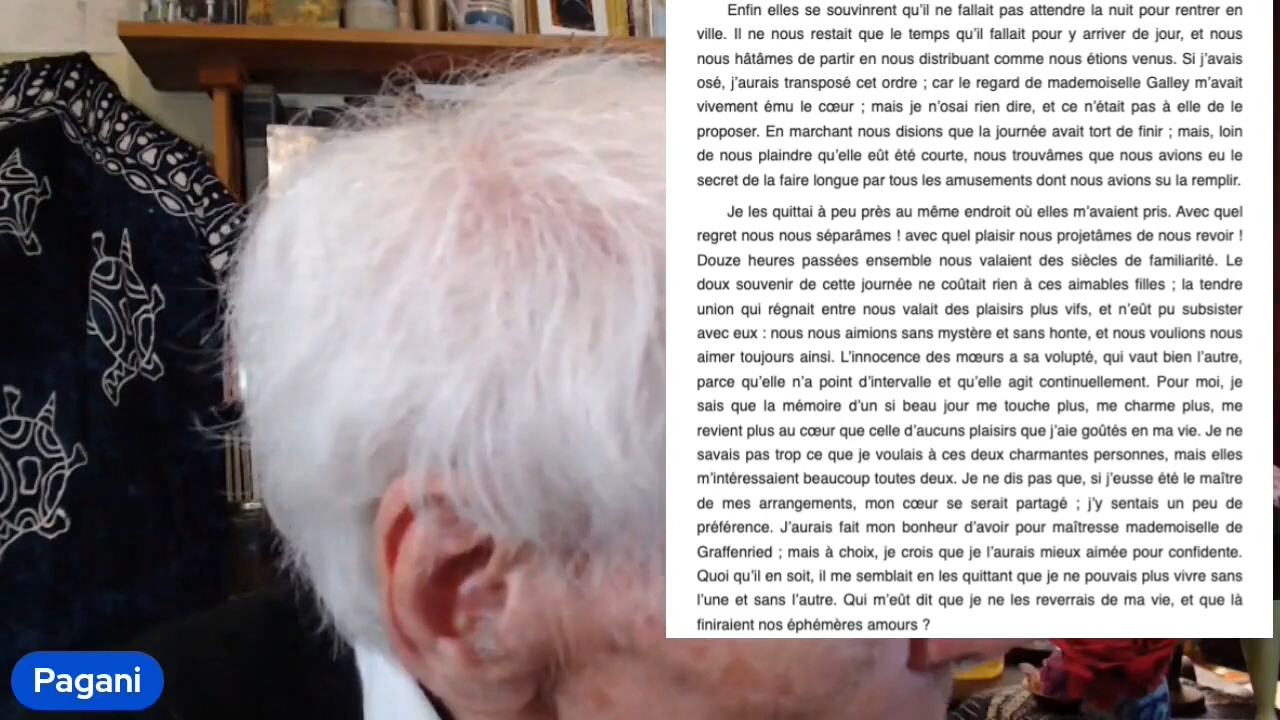 Enfin elles se souvinrent qu’il ne fallait pas attendre la nuit pour rentrer en
ville. Il ne nous restait que le temps qu’il fallait pour y arriver de jour, et nous
nous hâtâmes de partir en nous distribuant comme nous étions venus. Si j’avais
osé, j’aurais transposé cet ordre ; car le regard de mademoiselle Galley m’avait
vivement ému le cœur ; mais je n’osai rien dire, et ce n’était pas à elle de le
proposer. En marchant nous disions que la journée avait tort de finir ; mais, loin
de nous plaindre qu’elle eût été courte, nous trouvâmes que nous avions eu le
secret de la faire longue par tous les amusements dont nous avions su la remplir.
Je les quittai à peu près au même endroit où elles m’avaient pris. Avec quel
regret nous nous séparâmes ! avec quel plaisir nous projetâmes de nous revoir !
Douze heures passées ensemble nous valaient des siècles de familiarité. Le
doux souvenir de cette journée ne coûtait rien à ces aimables filles ; la tendre
union qui régnait entre nous valait des plaisirs plus vifs, et n’eût pu subsister
avec eux : nous nous aimions sans mystère et sans honte, et nous voulions nous
aimer toujours ainsi. L’innocence des mœurs a sa volupté, qui vaut bien l’autre,
parce qu’elle n’a point d’intervalle et qu’elle agit continuellement. Pour moi, je
sais que la mémoire d’un si beau jour me touche plus, me charme plus, me
revient plus au cœur que celle d’aucuns plaisirs que j’aie goûtés en ma vie. Je ne
savais pas trop ce que je voulais à ces deux charmantes personnes, mais elles
m’intéressaient beaucoup toutes deux. Je ne dis pas que, si j’eusse été le maître
de mes arrangements, mon cœur se serait partagé ; j’y sentais un peu de
préférence. J’aurais fait mon bonheur d’avoir pour maîtresse mademoiselle de
Graffenried ; mais à choix, je crois que je l’aurais mieux aimée pour confidente.
Quoi qu’il en soit, il me semblait en les quittant que je ne pouvais plus vivre sans
l’une et sans l’autre. Qui m’eût dit que je ne les reverrais de ma vie, et que là
finiraient nos éphémères amours ?
Pagani